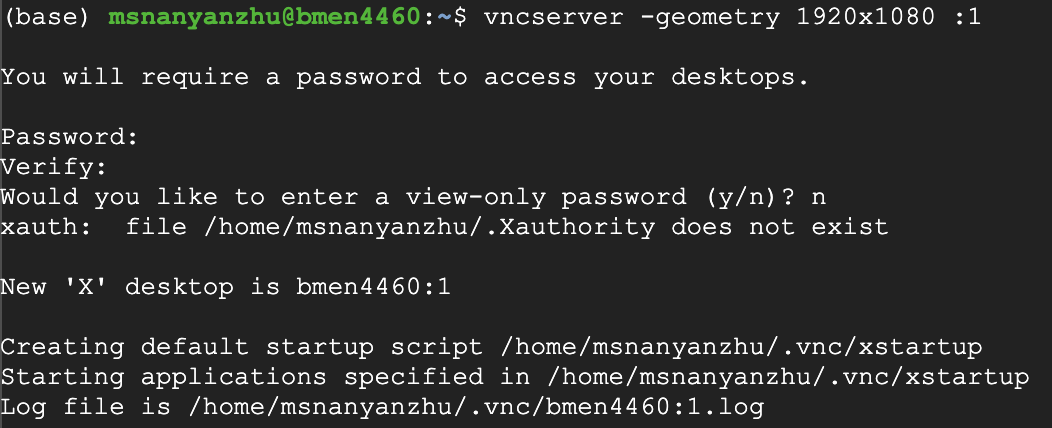 (base) msnanyanzhu@bmen4460:~$ vncserver -geometry 1920x1080 :1
You will require a password to access your desktops.
Password:
Verify:
Would you like to enter a view-only password (y/n)? n
xauth:  file /home/msnanyanzhu/.Xauthority does not exist
New 'X' desktop is bmen4460:1
Creating default startup script /home/msnanyanzhu/.vnc/xstartup
Starting applications specified in /home/msnanyanzhu/.vnc/xstartup
Log file is /home/msnanyanzhu/.vnc/bmen4460:1.log